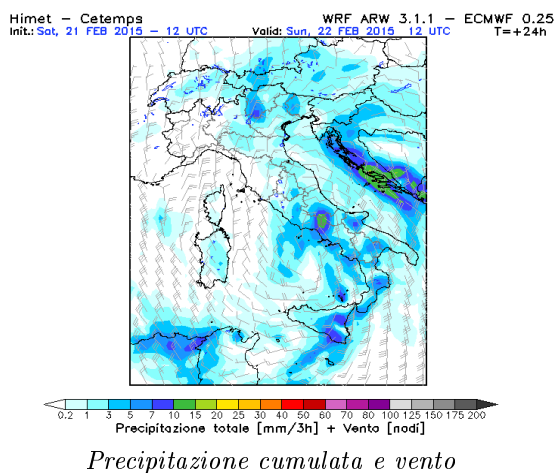 Himet – Cetemps WRF ARW 3.1.1 – ECMWF 0.25
Init.: Sat, 21 FEB 2015 – 12 UTC Valid: Sun, 22 FEB 2015 12 UTC T=+24h
0.2 1 3 5 7 10 15 20 25 30 40 50 60 70 80 100 125 150 175 200
Precipitazione totale [mm/3h] + Vento [nodi]
Precipitazione cumulata e vento